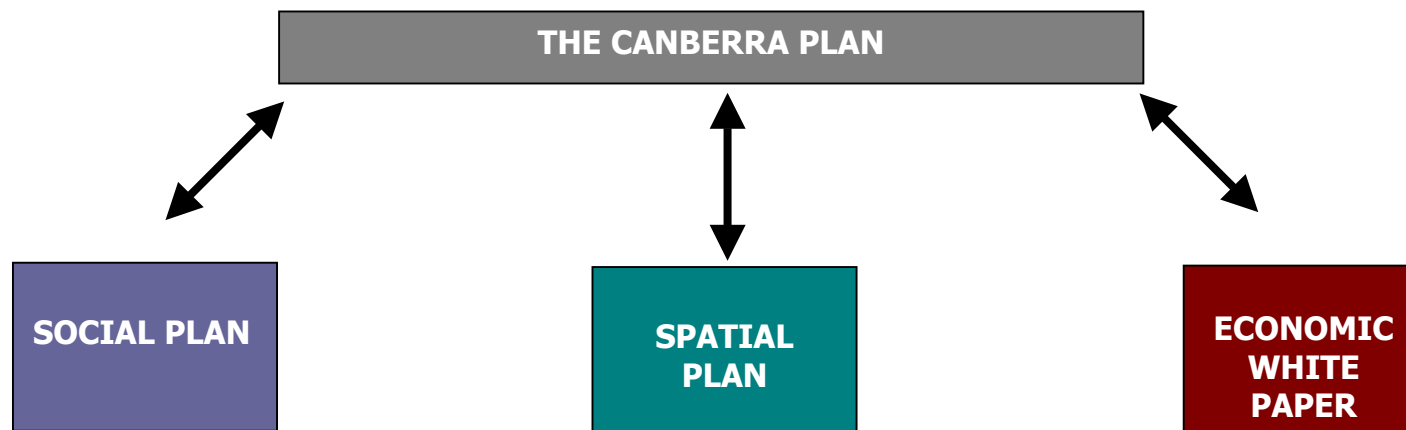 THE CANBERRA PLAN
SOCIAL PLAN
SPATIAL
PLAN
ECONOMIC
WHITE
PAPER